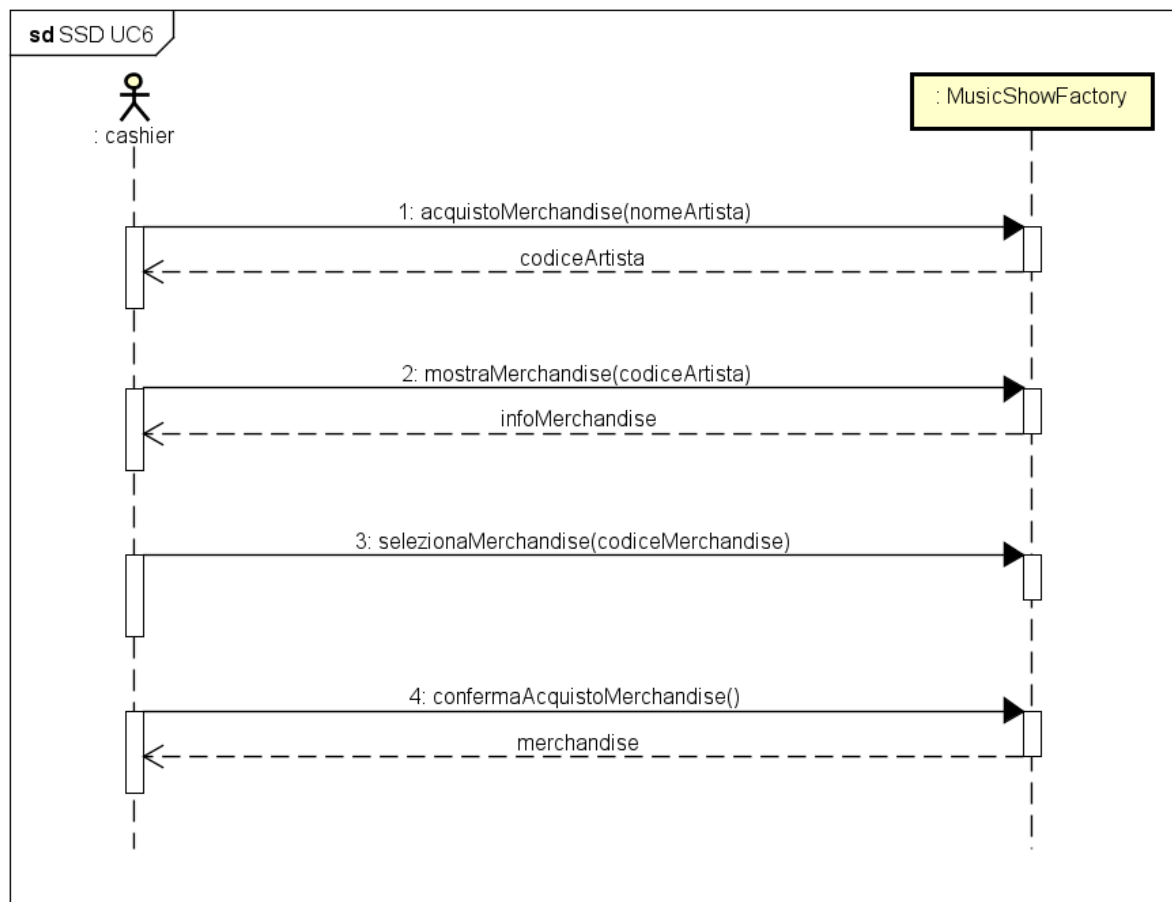 sd SSD UC6
: cashier
: MusicShowFactory
1: acquistoMerchandise(nomeArtista)
codiceArtista
2: mostraMerchandise(codiceArtista)
infoMerchandise
3: selezionaMerchandise(codiceMerchandise)
4: confermaAcquistoMerchandise()
merchandise